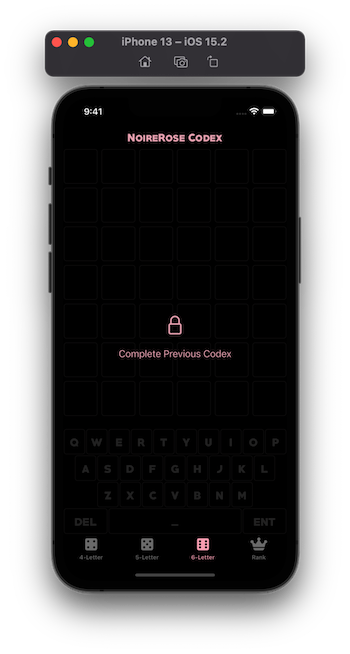 iPhone 13 – iOS 15.2
9:41
NoireRose Codex
Complete Previous Codex
Q W E R T Y U I O P
A S D F G H J K L
Z X C V B N M
DEL _ ENT
4-Letter 5-Letter 6-Letter Rank